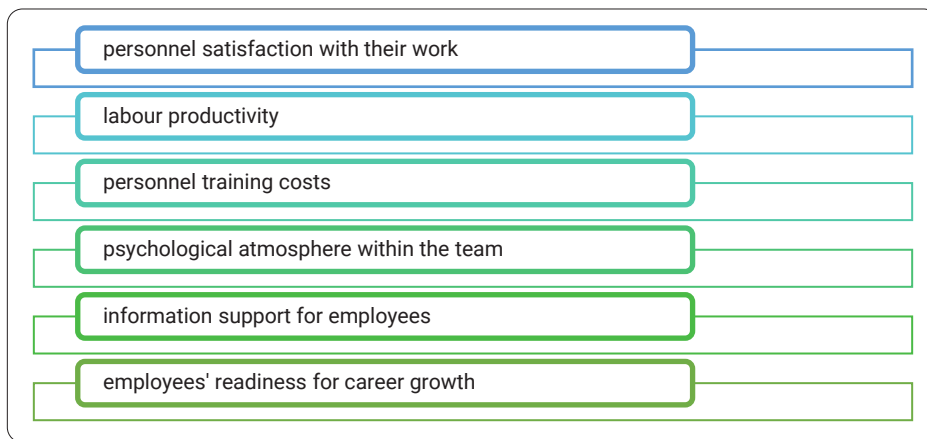 personnel satisfaction with their work
labour productivity
personnel training costs
psychological atmosphere within the team
information support for employees
employees' readiness for career growth